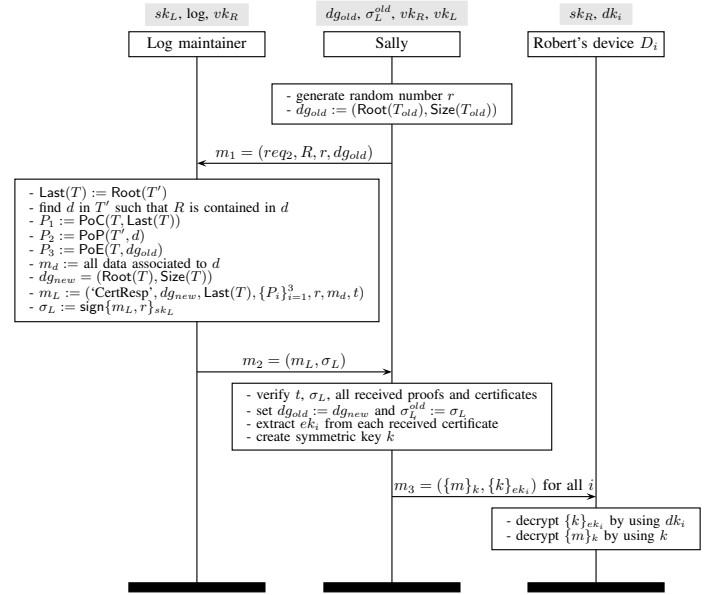 sk_L, log, vk_R
dg_old, σ_L^old, vk_R, vk_L
sk_R, dk_i
Log maintainer
Sally
Robert's device D_i
- generate random number r
- dg_old := (Root(T_old), Size(T_old))
m_1 = (req_2, R, r, dg_old)
- Last(T) := Root(T′)
- find d in T′ such that R is contained in d
- P_1 := PoC(T, Last(T))
- P_2 := PoP(T′, d)
- P_3 := PoE(T, dg_old)
- m_d := all data associated to d
- dg_new = (Root(T), Size(T))
- m_L := (‘CertResp’, dg_new, Last(T), {P_i}_{i=1}^3, r, m_d, t)
- σ_L := sign{m_L, r}_{sk_L}
m_2 = (m_L, σ_L)
- verify t, σ_L, all received proofs and certificates
- set dg_old := dg_new and σ_L^old := σ_L
- extract ek_i from each received certificate
- create symmetric key k
m_3 = ({m}_k, {k}_{ek_i}) for all i
- decrypt {k}_{ek_i} by using dk_i
- decrypt {m}_k by using k